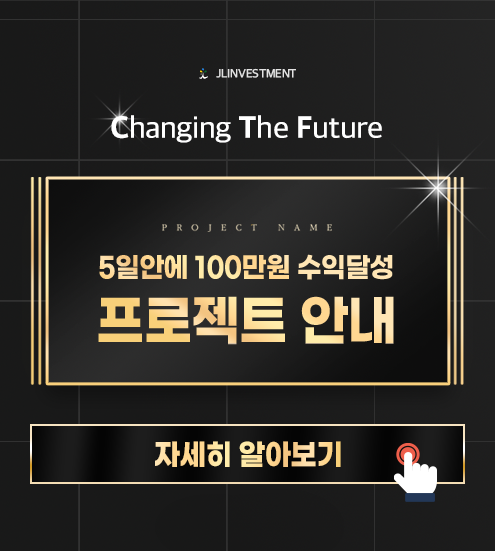 JLINVESTMENT
Changing The Future
PROJECT NAME
5일안에 100만원 수익달성
프로젝트 안내
자세히 알아보기